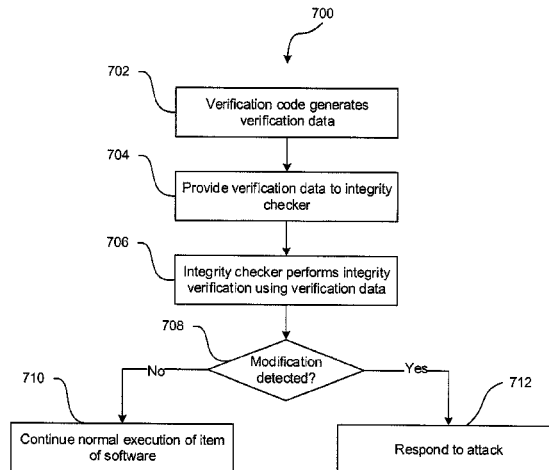 700
702
Verification code generates
verification data
704
Provide verification data to integrity
checker
706
Integrity checker performs integrity
verification using verification data
708
Modification
detected?
No
Yes
710
712
Continue normal execution of item
of software
Respond to attack